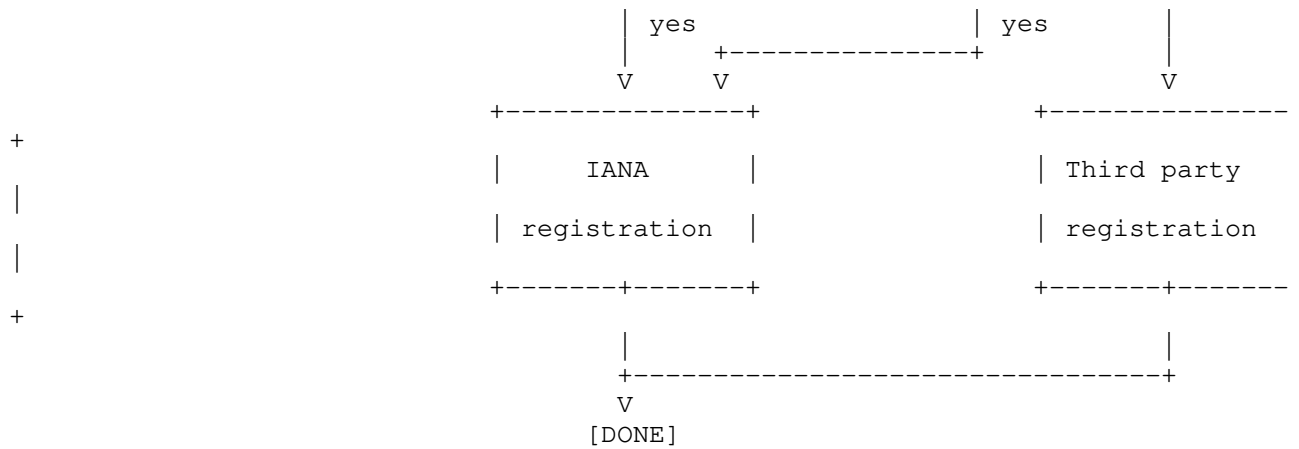 | yes | yes |
| +---------------+ |
V V V
+---------------+ +---------------
+
| IANA | | Third party
|
| registration | | registration
|
+-------+-------+ +-------+-------
+
| |
+---------------------------------+
V
[DONE]